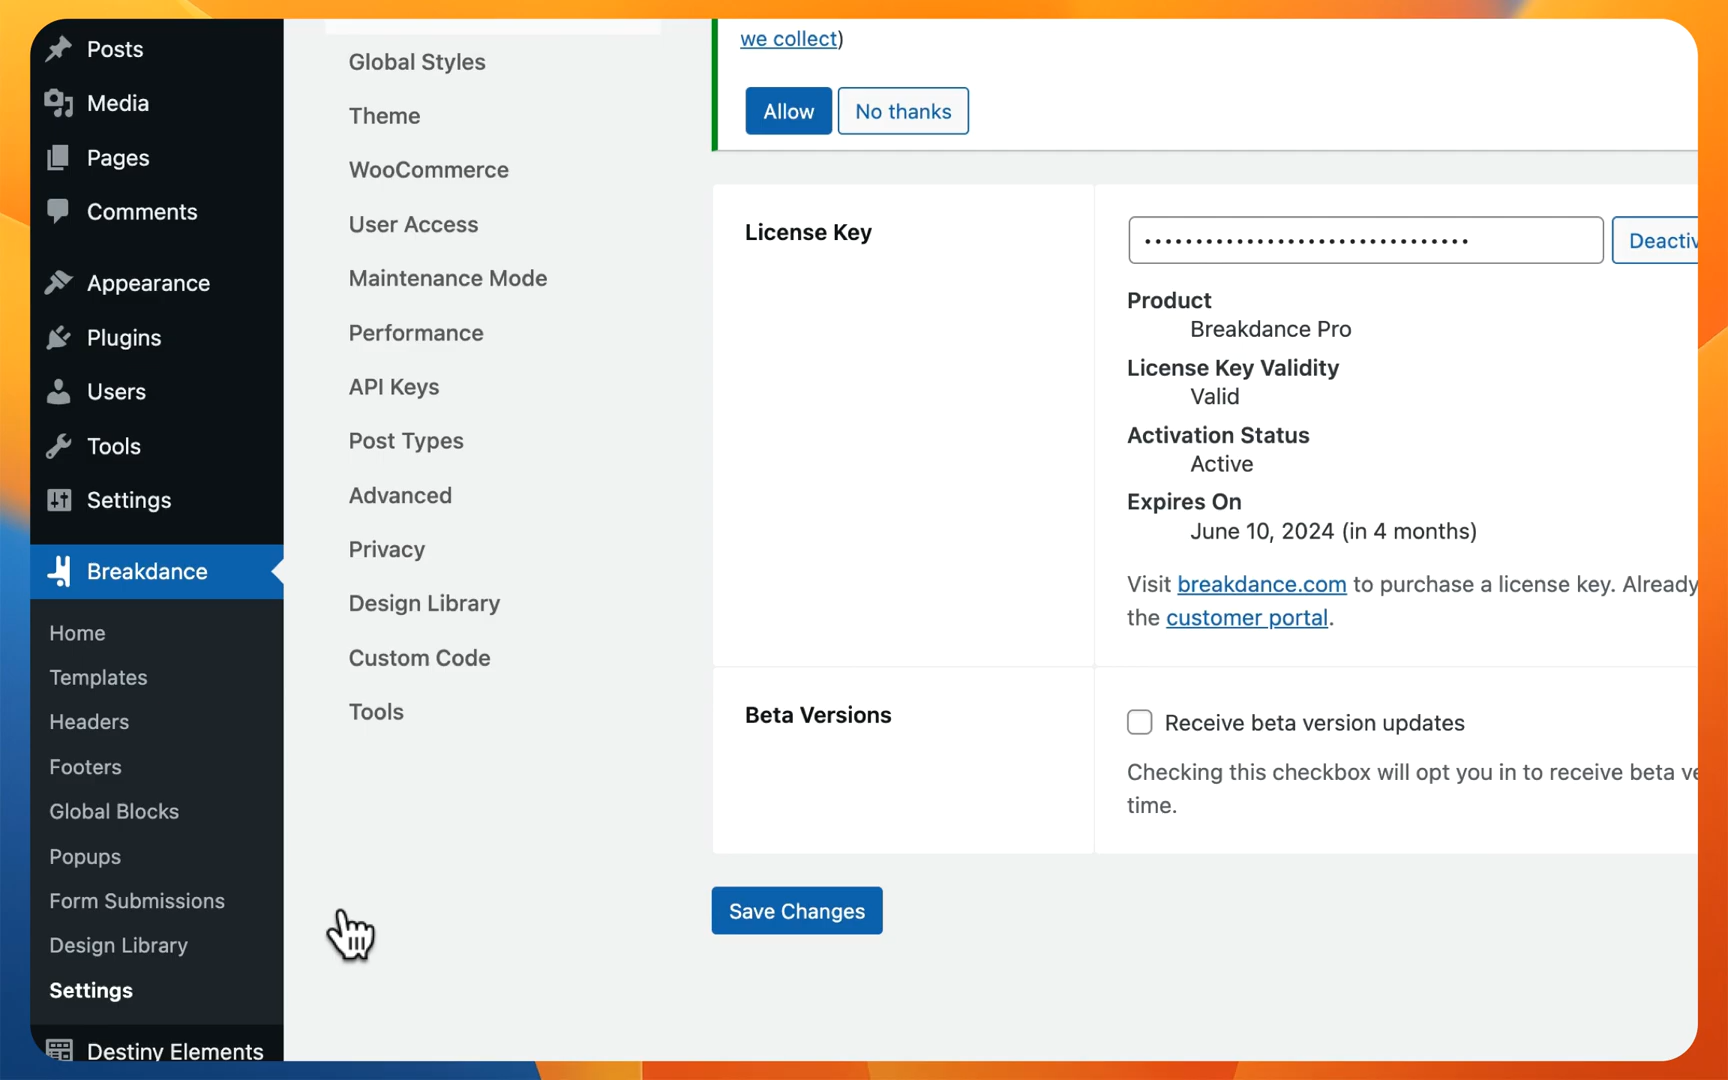 Posts
Media
Pages
Comments
Appearance
Plugins
Users
Tools
Settings
Breakdance
Home
Templates
Headers
Footers
Global Blocks
Popups
Form Submissions
Design Library
Settings
Destiny Elements
Global Styles
Theme
WooCommerce
User Access
Maintenance Mode
Performance
API Keys
Post Types
Advanced
Privacy
Design Library
Custom Code
Tools
we collect)
Allow
No thanks
License Key
••••••••••••••••••••••••••••••••
Deactiv
Product
Breakdance Pro
License Key Validity
Valid
Activation Status
Active
Expires On
June 10, 2024 (in 4 months)
Visit breakdance.com to purchase a license key. Already
the customer portal.
Beta Versions
Receive beta version updates
Checking this checkbox will opt you in to receive beta ve
time.
Save Changes